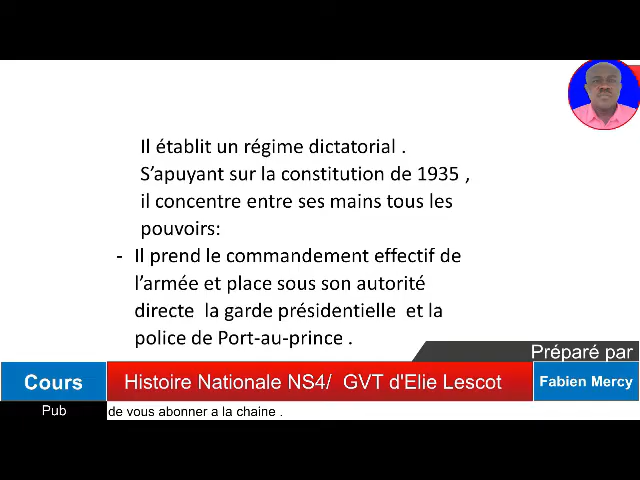 Il établit un régime dictatorial .
S'apuyant sur la constitution de 1935 ,
il concentre entre ses mains tous les
pouvoirs:
- Il prend le commandement effectif de
l'armée et place sous son autorité
directe la garde présidentielle et la
police de Port-au-prince .
Préparé par
Cours
Histoire Nationale NS4/ GVT d'Elie Lescot
Fabien Mercy
Pub
de vous abonner a la chaine .